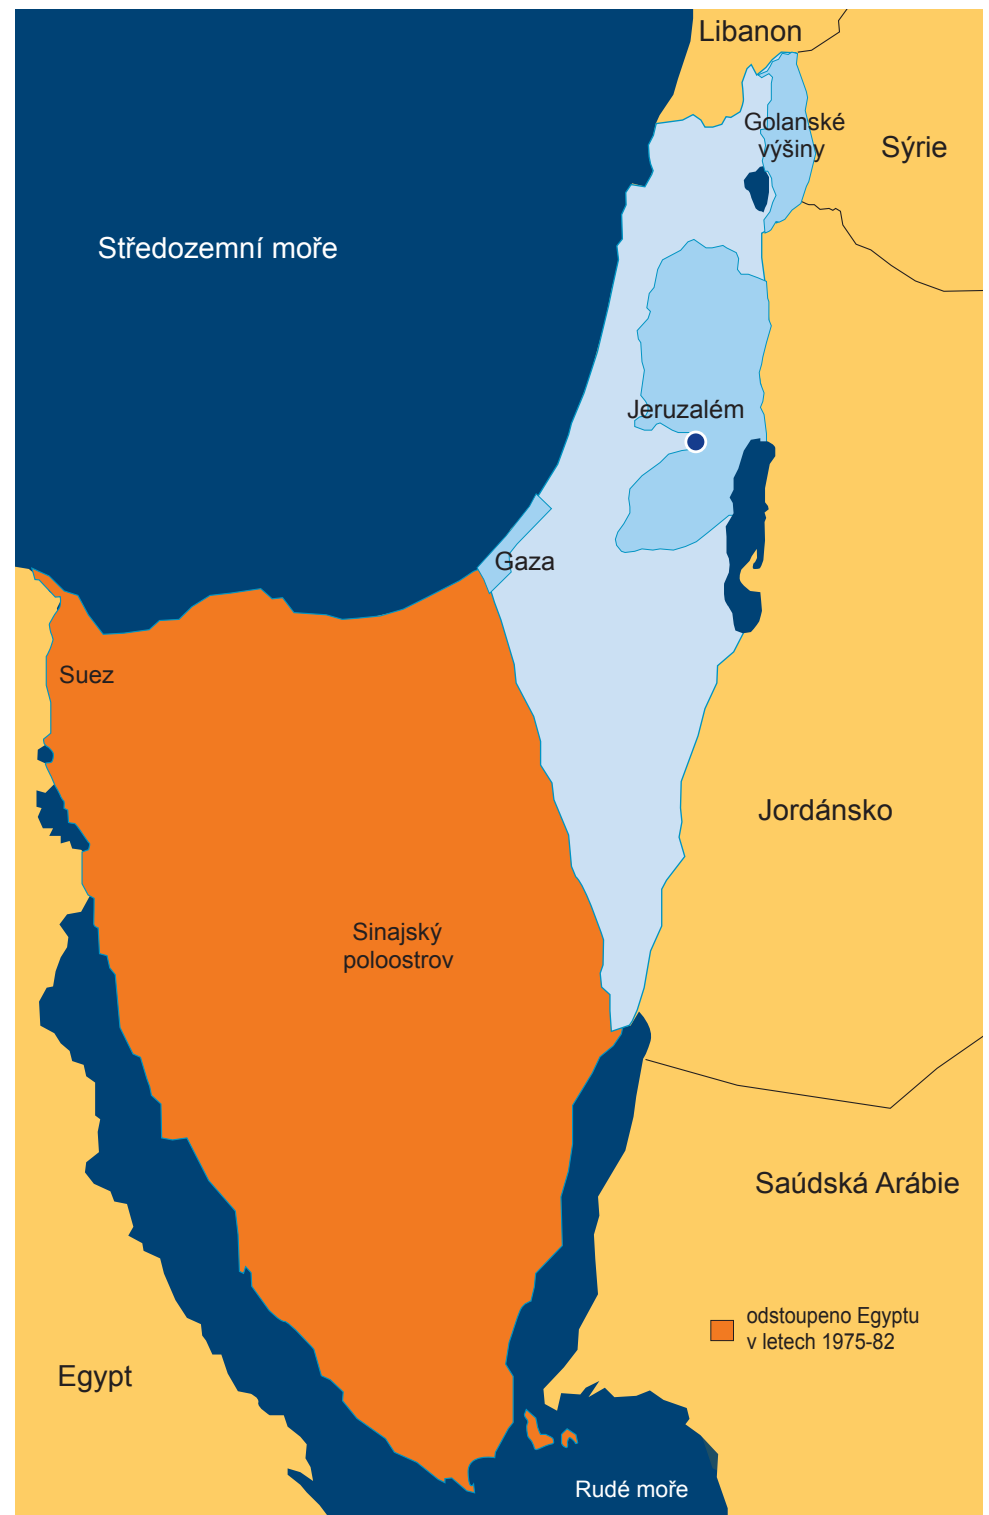 Libanon
Golanské
výšiny
Sýrie
Středozemní moře
Jeruzalém
Gaza
Suez
Jordánsko
Sinajský
poloostrov
Saúdská Arábie
odstoupeno Egyptu
v letech 1975-82
Egypt
Rudé moře